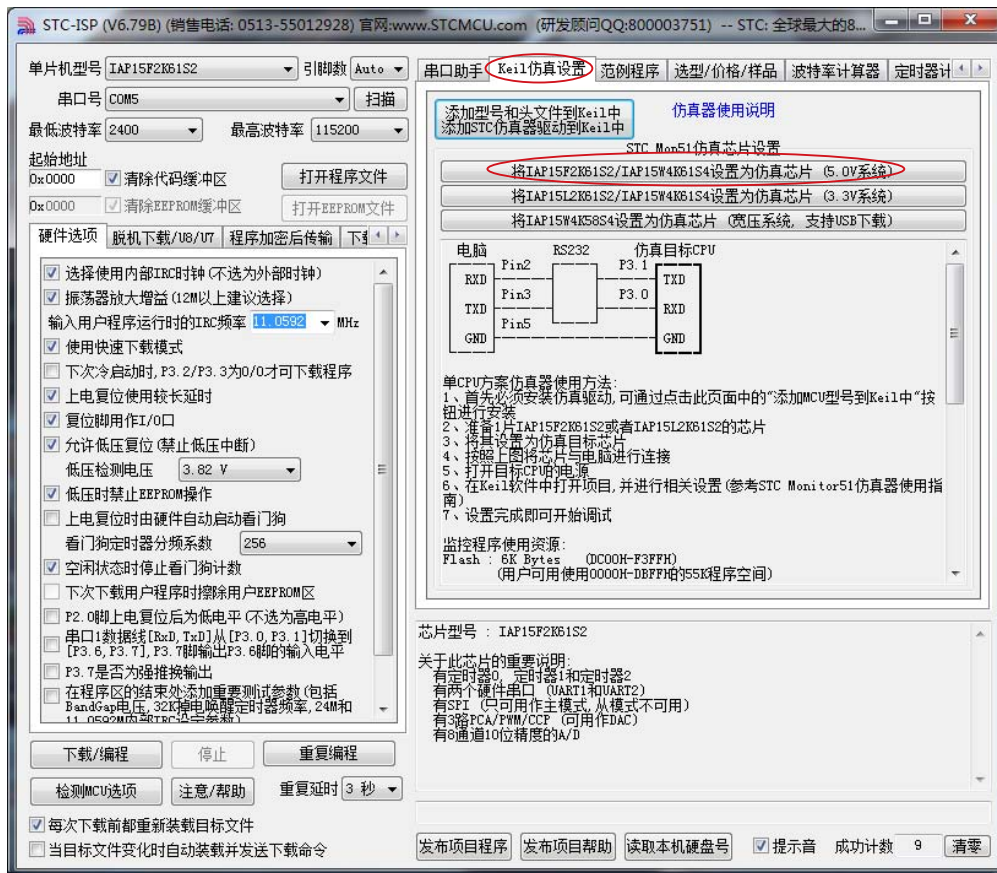 STC-ISP (V6.79B) (销售电话: 0513-55012928) 官网:www.STCMCU.com (研发顾问QQ:800003751) -- STC: 全球最大的8...
单片机型号 IAP15F2K61S2 引脚数 Auto
串口号 COM5 扫描
最低波特率 2400 最高波特率 115200
起始地址
0x0000 清除代码缓冲区 打开程序文件
0x0000 清除EEPROM缓冲区 打开EEPROM文件
硬件选项 脱机下载/U8/U7 程序加密后传输
选择使用内部IRC时钟(不选为外部时钟)
振荡器放大增益(12M以上建议选择)
输入用户程序运行时的IRC频率 11.0592 MHz
使用快速下载模式
下次冷启动时,P3.2/P3.3为0/0才可下载程序
上电复位使用较长延时
复位脚用作I/O口
允许低压复位(禁止低压中断)
低压检测电压 3.82 V
低压时禁止EEPROM操作
上电复位时由硬件自动启动看门狗
看门狗定时器分频系数 256
空闲状态时停止看门狗计数
下次下载用户程序时擦除用户EEPROM区
P2.0脚上电复位后为低电平(不选为高电平)
串口1数据线[RxD,TxD]从[P3.0,P3.1]切换到
[P3.6,P3.7],P3.7脚输出P3.6脚的输入电平
P3.7是否为强推挽输出
在程序区的结束处添加重要测试参数(包括
BandGap电压,32K掉电唤醒定时器频率,24M和
11.0592M内部IRC设定参数)
下载/编程 停止 重复编程
检测MCU选项 注意/帮助 重复延时 3 秒
每次下载前都重新装载目标文件
当目标文件变化时自动装载并发送下载命令
串口助手 Keil仿真设置 范例程序 选型/价格/样品 波特率计算器 定时器计
添加型号和头文件到Keil中
添加STC仿真器驱动到Keil中
仿真器使用说明
STC Mon51仿真芯片设置
将IAP15F2K61S2/IAP15W4K61S4设置为仿真芯片 (5.0V系统)
将IAP15L2K61S2/IAP15W4K61S4设置为仿真芯片 (3.3V系统)
将IAP15W4K58S4设置为仿真芯片 (宽压系统, 支持USB下载)
电脑 RS232 仿真目标CPU
Pin2 P3.1
RXD TXD
Pin3 P3.0
TXD RXD
Pin5
GND GND
单CPU方案仿真器使用方法:
1、首先必须安装仿真驱动,可通过点击此页面中的"添加MCU型号到Keil中"按
钮进行安装
2、准备1片IAP15F2K61S2或者IAP15L2K61S2的芯片
3、将其设置为仿真目标芯片
4、按照上图将芯片与电脑进行连接
5、打开目标CPU的电源
6、在Keil软件中打开项目,并进行相关设置(参考STC Monitor51仿真器使用指
南)
7、设置完成即可开始调试
监控程序使用资源:
Flash : 6K Bytes (DC00H-F3FFH)
(用户可用使用0000H-DBFFH的55K程序空间)
芯片型号 : IAP15F2K61S2
关于此芯片的重要说明:
有定时器0、定时器1和定时器2
有两个硬件串口 (UART1和UART2)
有SPI (只可用作主模式,从模式不可用)
有3路PCA/PWM/CCP (可用作DAC)
有8通道10位精度的A/D
发布项目程序 发布项目帮助 读取本机硬盘号 提示音 成功计数 9 清零